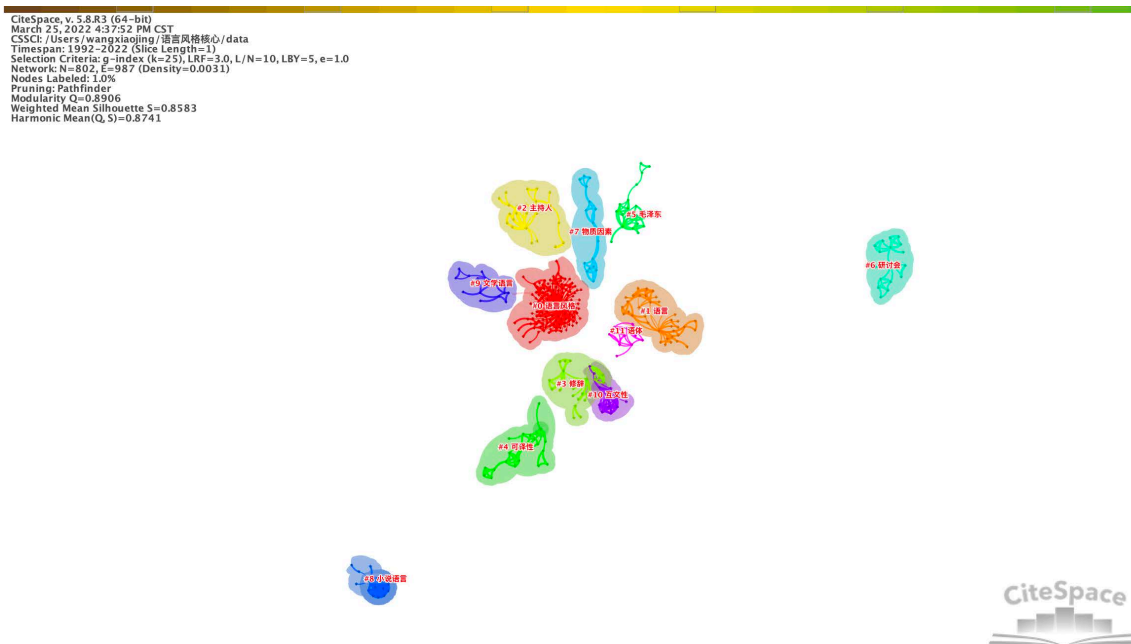 CiteSpace, v. 5.8.R3 (64-bit)
March 25, 2022 4:37:52 PM CST
CSSCI: /Users/wangxiaojing/语言风格核心/data
Timespan: 1992-2022 (Slice Length=1)
Selection Criteria: g-index (k=25), LRF=3.0, L/N=10, LBY=5, e=1.0
Network: N=802, E=987 (Density=0.0031)
Nodes Labeled: 1.0%
Pruning: Pathfinder
Modularity Q=0.8906
Weighted Mean Silhouette S=0.8583
Harmonic Mean(Q, S)=0.8741
#2 主持人
#5 毛泽东
#7 物质因素
#6 研讨会
#9 文学语言
#0 语言风格
#1 语言
#11 语体
#3 修辞
#10 互文性
#4 可译性
#8 小说语言
CiteSpace